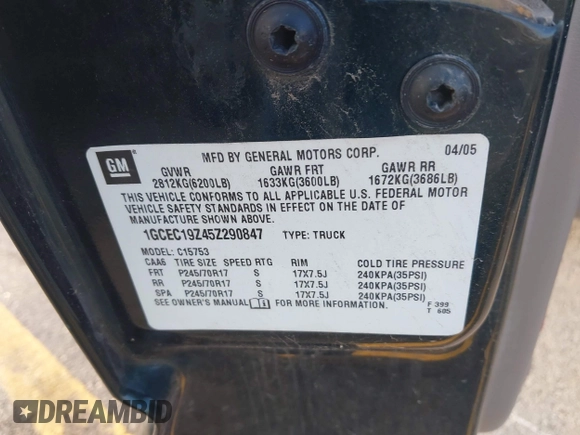 GM
MFD BY GENERAL MOTORS CORP. 04/05
GVWR GAWR FRT GAWR RR
2812KG(6200LB) 1633KG(3600LB) 1672KG(3686LB)
THIS VEHICLE CONFORMS TO ALL APPLICABLE U.S. FEDERAL MOTOR
VEHICLE SAFETY STANDARDS IN EFFECT ON THE DATE OF
MANUFACTURE SHOWN ABOVE.
1GCEC19Z45Z290847 TYPE: TRUCK
MODEL: C15753
CAA6 TIRE SIZE SPEED RTG RIM COLD TIRE PRESSURE
FRT P245/70R17 S 17X7.5J 240KPA(35PSI)
RR P245/70R17 S 17X7.5J 240KPA(35PSI)
SPA P245/70R17 S 17X7.5J 240KPA(35PSI)
SEE OWNER'S MANUAL FOR MORE INFORMATION. F 399
T 605
DREAMBID